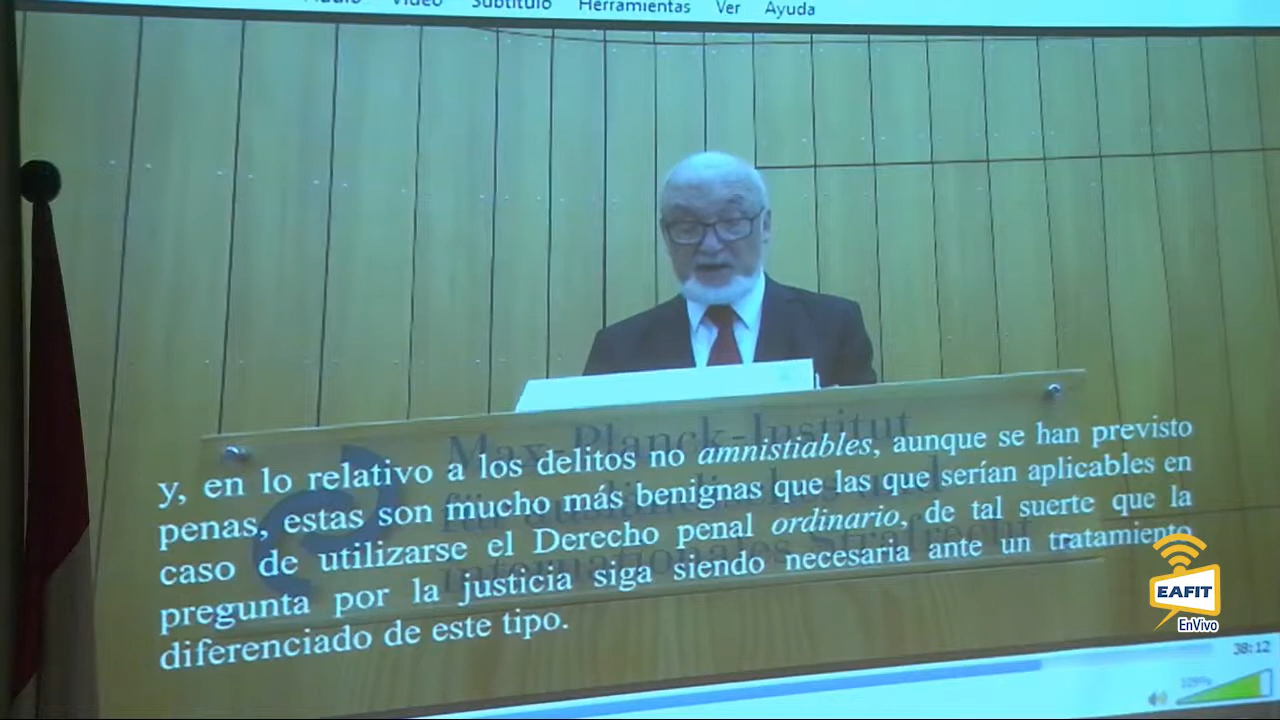 Audio Video Subtítulo Herramientas Ver Ayuda
Max-Planck-Institut
y, en lo relativo a los delitos no amnistiables, aunque se han previsto
penas, estas son mucho más benignas que las que serían aplicables en
caso de utilizarse el Derecho penal ordinario, de tal suerte que la
pregunta por la justicia siga siendo necesaria ante un tratamiento
diferenciado de este tipo.
EAFIT
EnVivo
38:12